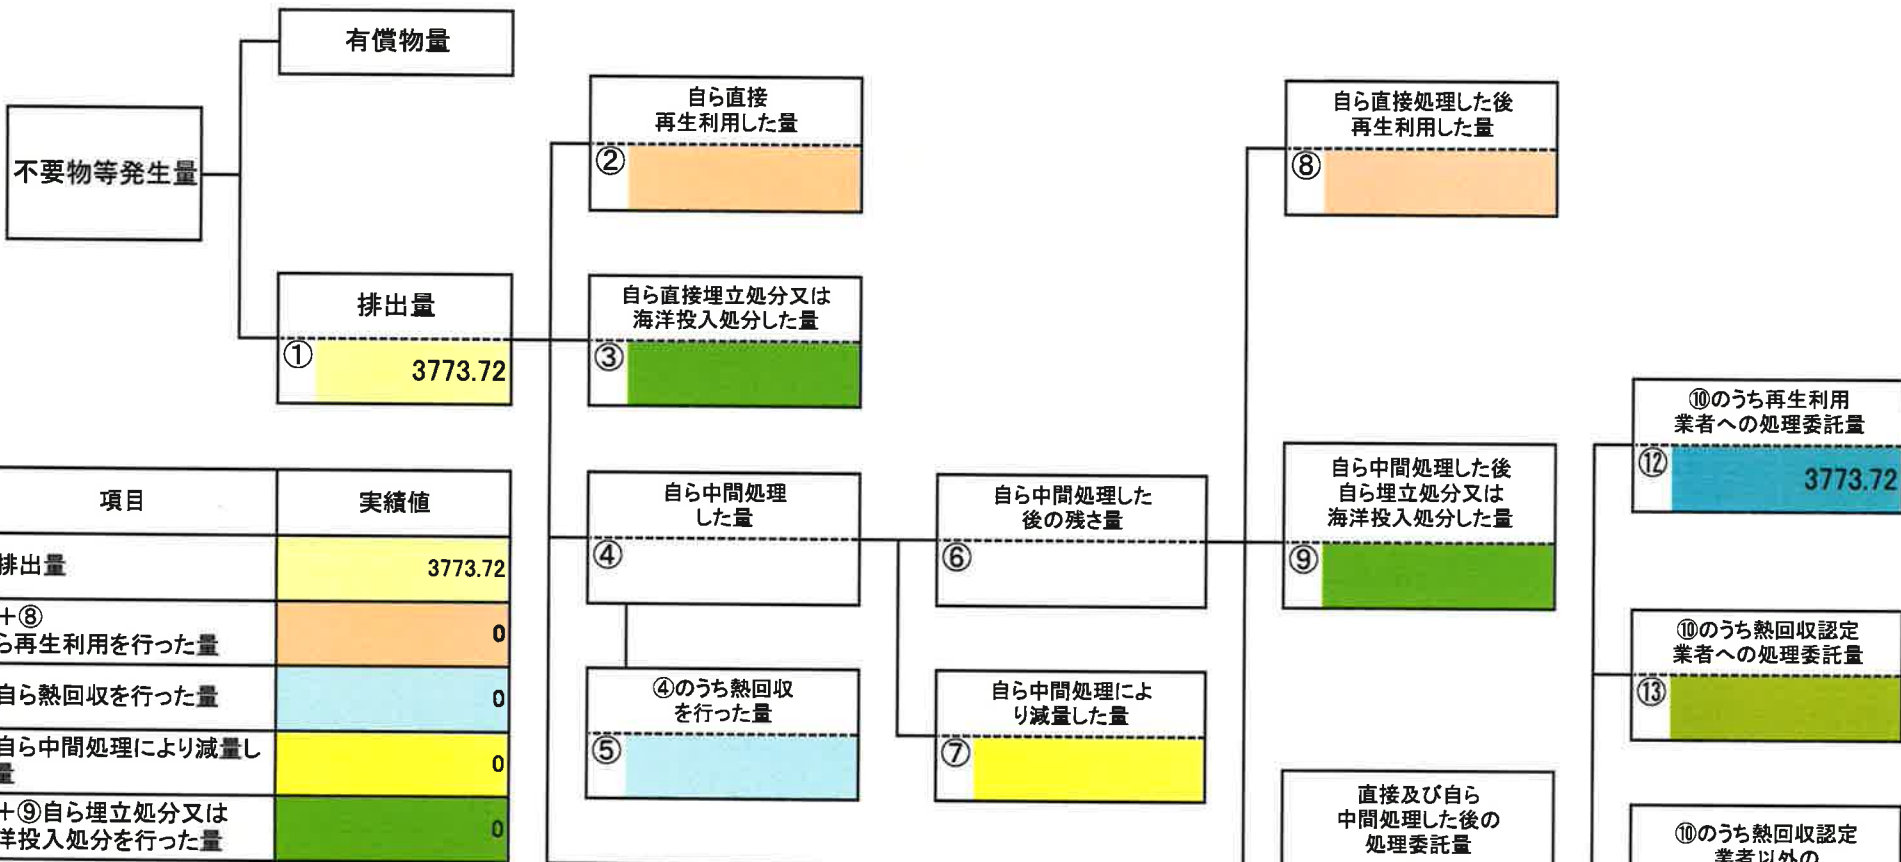 有償物量
不要物等発生量
自ら直接
再生利用した量
②
自ら直接処理した後
再生利用した量
⑧
排出量
①
3773.72
自ら直接埋立処分又は
海洋投入処分した量
③
⑩のうち再生利用
業者への処理委託量
⑫
3773.72
自ら中間処理
した量
④
自ら中間処理した
後の残さ量
⑥
自ら中間処理した後
自ら埋立処分又は
海洋投入処分した量
⑨
⑩のうち熱回収認定
業者への処理委託量
⑬
④のうち熱回収
を行った量
⑤
自ら中間処理によ
り減量した量
⑦
直接及び自ら
中間処理した後の
処理委託量
⑩のうち熱回収認定
業者以外の
項目
実績値
排出量
3773.72
+⑧
ら再生利用を行った量
0
自ら熱回収を行った量
0
自ら中間処理により減量し
量
0
+⑨自ら埋立処分又は
洋投入処分を行った量
0